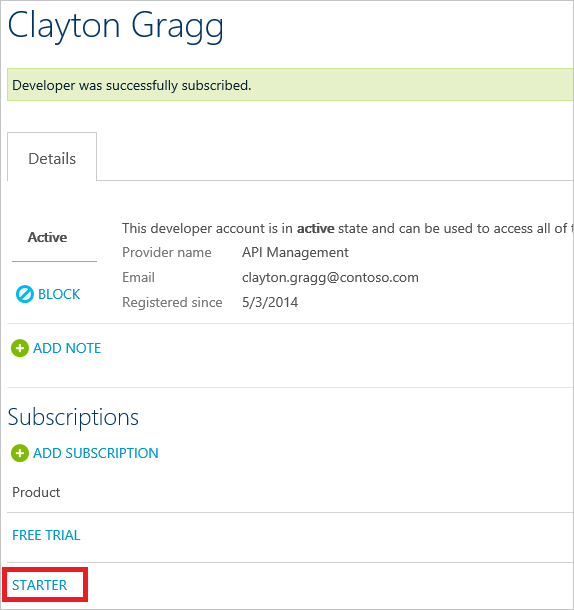 Clayton Gragg
Developer was successfully subscribed.
Details
Active
This developer account is in active state and can be used to access all of
Provider name API Management
Email clayton.gragg@contoso.com
Registered since 5/3/2014
BLOCK
ADD NOTE
Subscriptions
ADD SUBSCRIPTION
Product
FREE TRIAL
STARTER